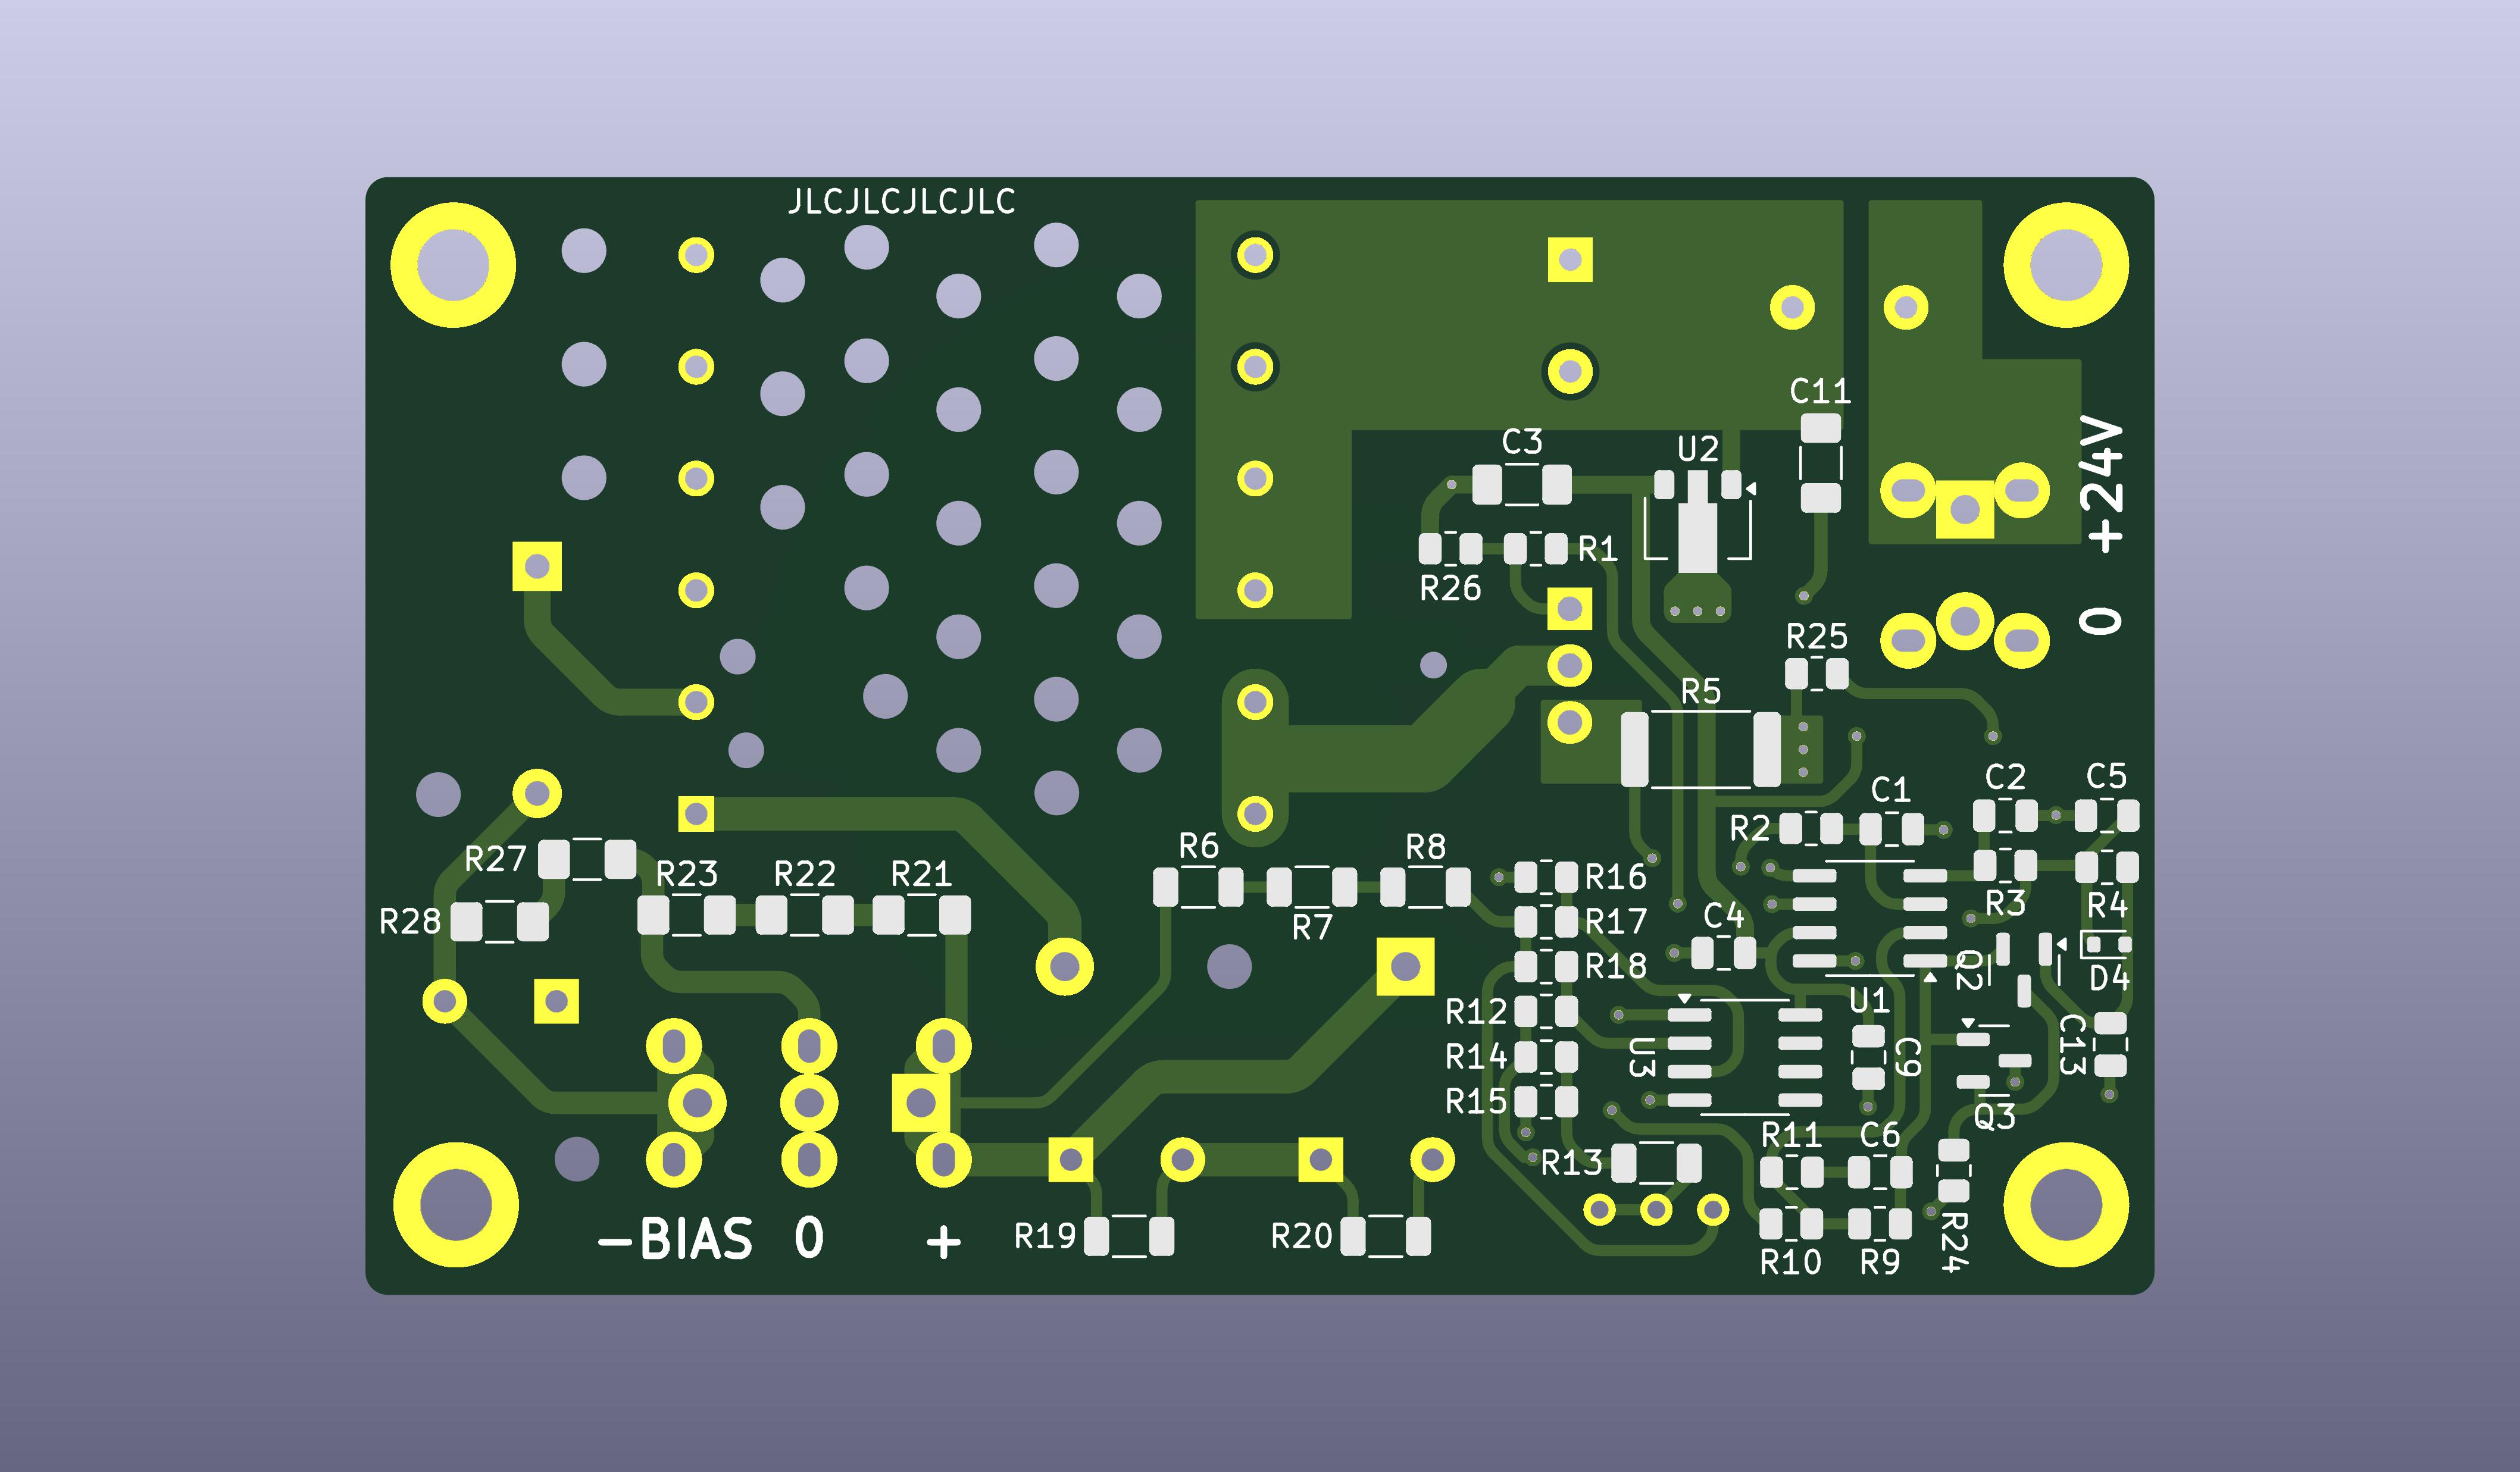 JLCJLCJLCJLC
C11
C3
U2
+24V
R1
R26
0
R25
R5
C2
C5
C1
R2
R6
R8
R27
R23
R22
R21
R16
R3
R4
R28
R17
R7
C4
R18
Q2
D4
U1
R12
R14
U3
C9
C13
R15
Q3
R11
C6
R13
-BIAS 0 +
R19
R20
R24
R10
R9